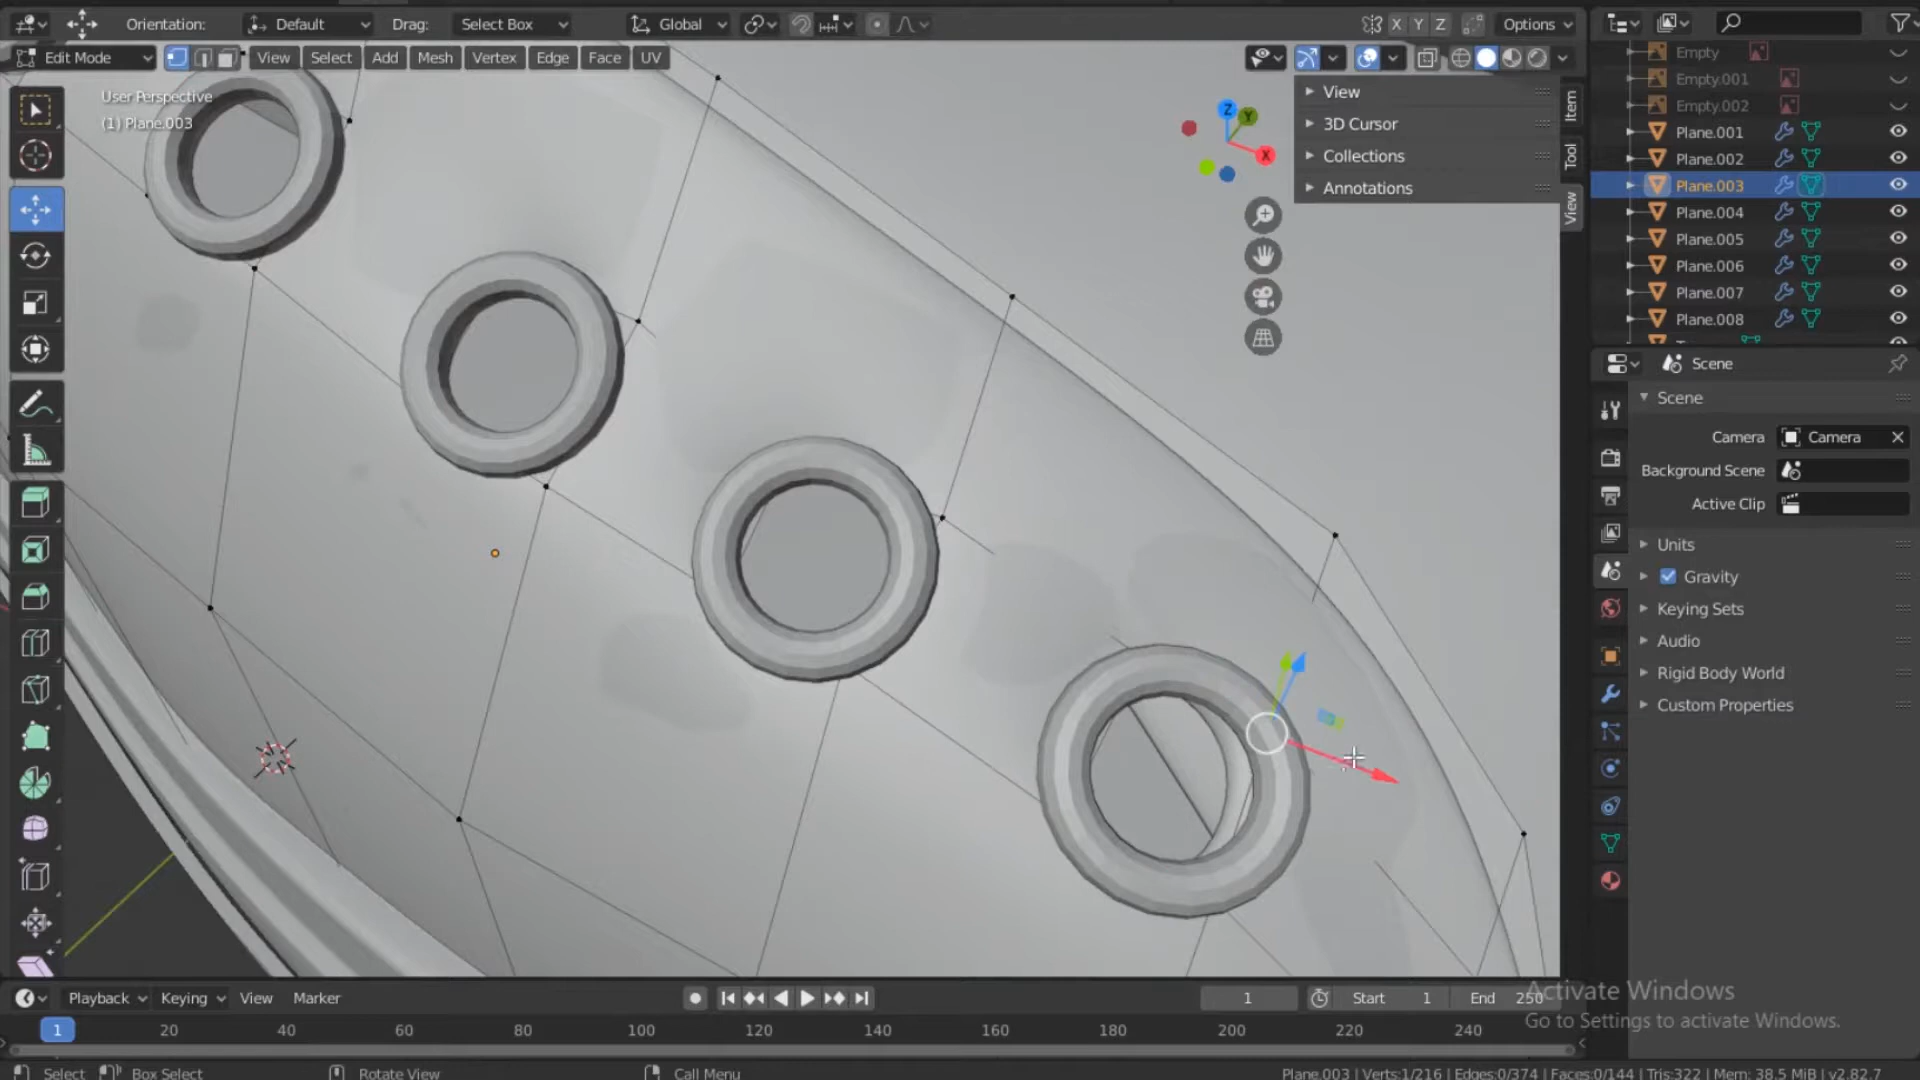 Orientation: Default Drag: Select Box Global X Y Z Options
Edit Mode View Select Add Mesh Vertex Edge Face UV
User Perspective
(1) Plane.003
Z
Y
X
View
3D Cursor
Collections
Annotations
Item
Tool
View
Empty
Empty.001
Empty.002
Plane.001
Plane.002
Plane.003
Plane.004
Plane.005
Plane.006
Plane.007
Plane.008
Scene
Scene
Camera Camera
Background Scene
Active Clip
Units
Gravity
Keying Sets
Audio
Rigid Body World
Custom Properties
Playback Keying View Marker 1 Start 1 End 250
1 20 40 60 80 100 120 140 160 180 200 220 240
Activate Windows
Go to Settings to activate Windows.
Select Box Select Rotate View Call Menu Plane.003 | Verts:1/216 | Edges:0/374 | Faces:0/144 | Tris:322 | Mem: 38.5 MiB | v2.82.7